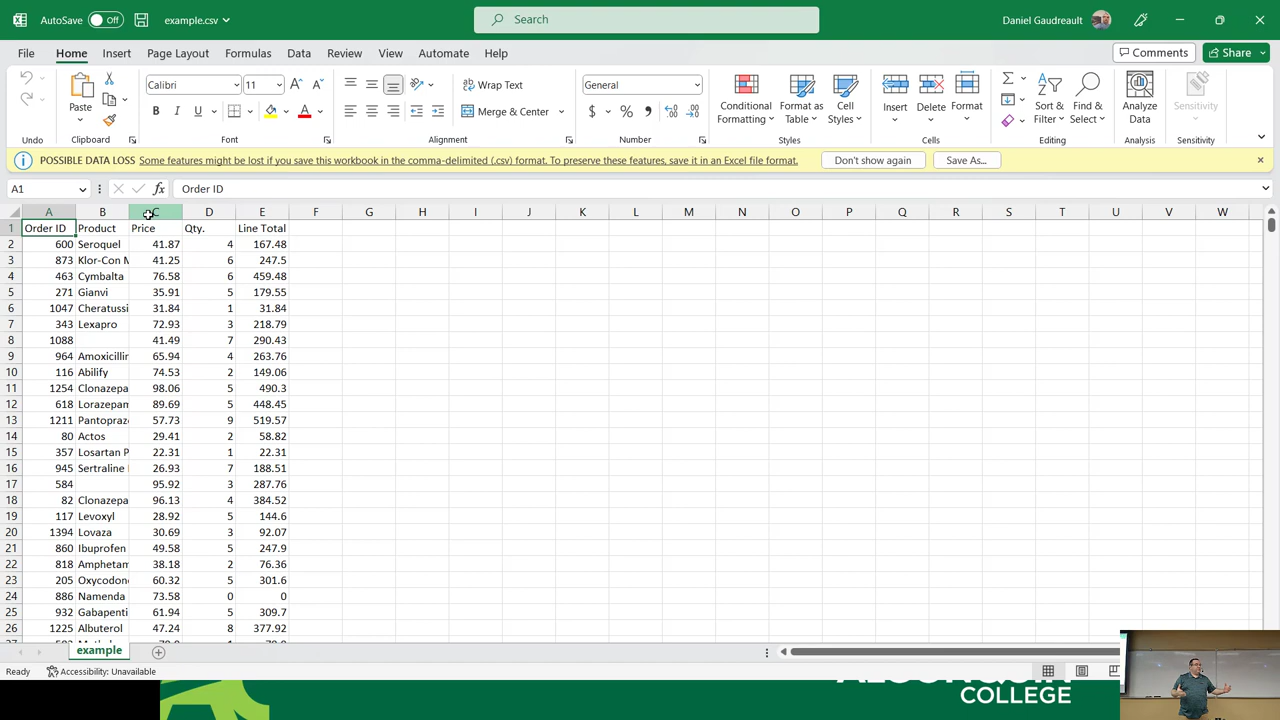 AutoSave Off example.csv Search Daniel Gaudreault
File Home Insert Page Layout Formulas Data Review View Automate Help Comments Share
Paste Calibri 11 A A Wrap Text General Conditional Formatting Format as Table Cell Styles Insert Delete Format Sort & Filter Find & Select Analyze Data Sensitivity
B I U A Merge & Center $ % ,
Undo Clipboard Font Alignment Number Styles Cells Editing Analysis Sensitivity
POSSIBLE DATA LOSS Some features might be lost if you save this workbook in the comma-delimited (.csv) format. To preserve these features, save it in an Excel file format. Don't show again Save As...
A1 fx Order ID
A B C D E F G H I J K L M N O P Q R S T U V W
1 Order ID Product Price Qty. Line Total
2 600 Seroquel 41.87 4 167.48
3 873 Klor-Con M 41.25 6 247.5
4 463 Cymbalta 76.58 6 459.48
5 271 Gianvi 35.91 5 179.55
6 1047 Cheratussi 31.84 1 31.84
7 343 Lexapro 72.93 3 218.79
8 1088 41.49 7 290.43
9 964 Amoxicillin 65.94 4 263.76
10 116 Abilify 74.53 2 149.06
11 1254 Clonazepa 98.06 5 490.3
12 618 Lorazepam 89.69 5 448.45
13 1211 Pantopraz 57.73 9 519.57
14 80 Actos 29.41 2 58.82
15 357 Losartan P 22.31 1 22.31
16 945 Sertraline 26.93 7 188.51
17 584 95.92 3 287.76
18 82 Clonazepa 96.13 4 384.52
19 117 Levoxyl 28.92 5 144.6
20 1394 Lovaza 30.69 3 92.07
21 860 Ibuprofen 49.58 5 247.9
22 818 Amphetam 38.18 2 76.36
23 205 Oxycodone 60.32 5 301.6
24 886 Namenda 73.58 0 0
25 932 Gabapenti 61.94 5 309.7
26 1225 Albuterol 47.24 8 377.92
example
Ready Accessibility: Unavailable
COLLEGE